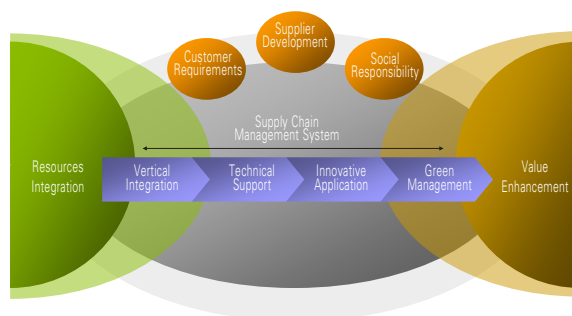 Supplier
Development
Customer
Requirements
Social
Responsibility
Supply Chain
Management System
Resources
Integration
Vertical
Integration
Technical
Support
Innovative
Application
Green
Management
Value
Enhancement